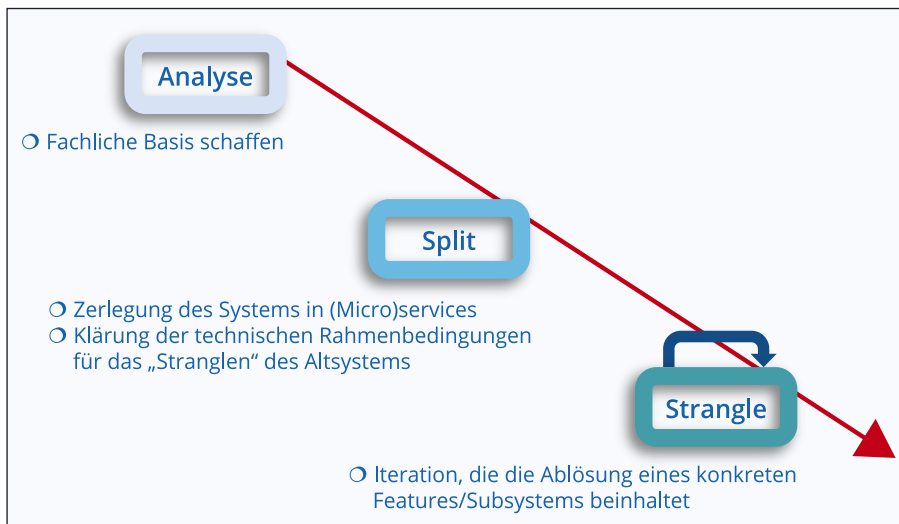 Analyse
❍ Fachliche Basis schaffen
Split
❍ Zerlegung des Systems in (Micro)services
❍ Klärung der technischen Rahmenbedingungen
für das „Stranglen“ des Altsystems
Strangle
❍ Iteration, die die Ablösung eines konkreten
Features/Subsystems beinhaltet